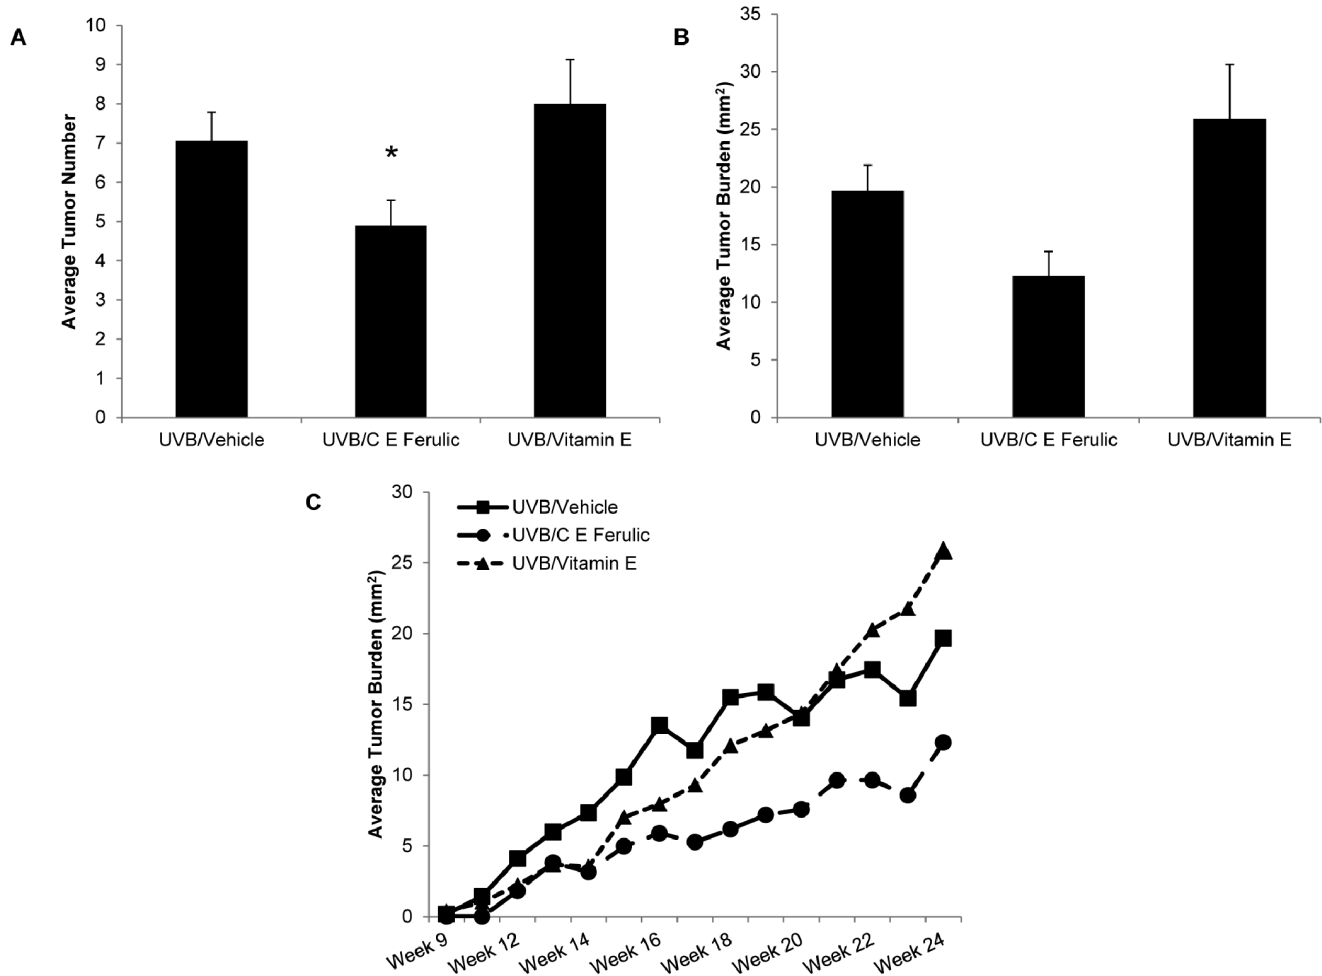 A
10
9
8
7
6
5
4
3
2
1
0
Average Tumor Number
*
UVB/Vehicle
UVB/C E Ferulic
UVB/Vitamin E
B
35
30
25
20
15
10
5
0
Average Tumor Burden (mm²)
UVB/Vehicle
UVB/C E Ferulic
UVB/Vitamin E
C
30
25
20
15
10
5
0
Average Tumor Burden (mm²)
UVB/Vehicle
UVB/C E Ferulic
UVB/Vitamin E
Week 9
Week 12
Week 14
Week 16
Week 18
Week 20
Week 22
Week 24